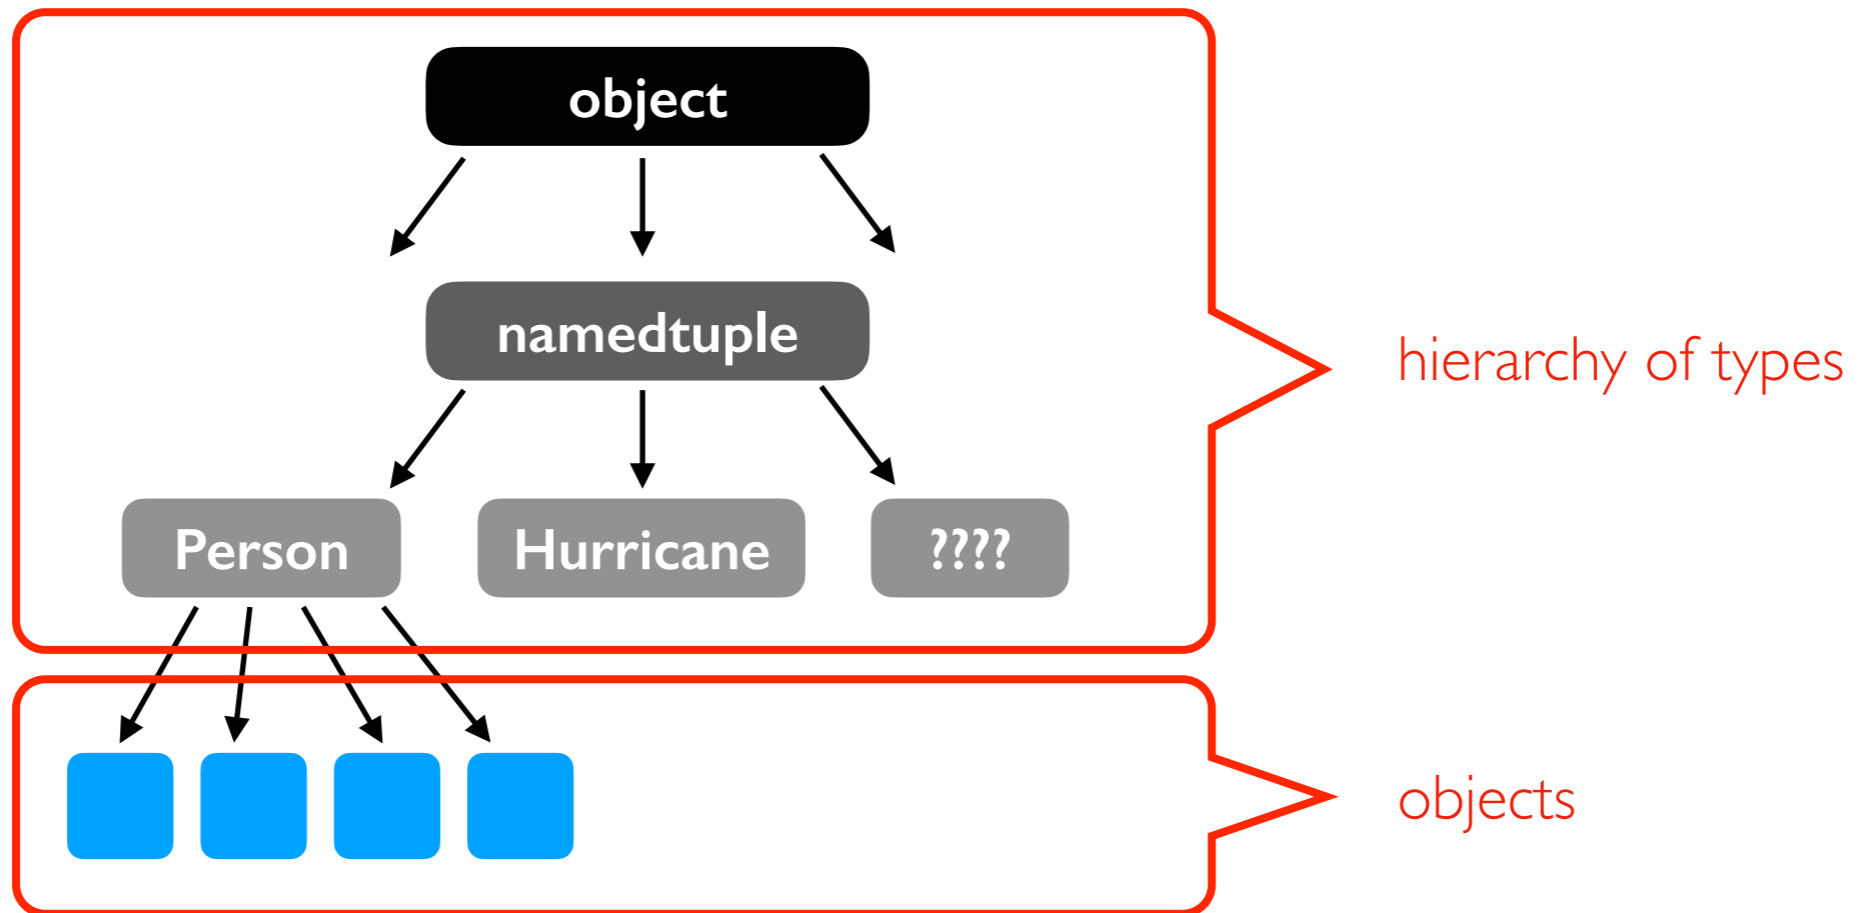 object
namedtuple
hierarchy of types
Person
Hurricane
????
objects